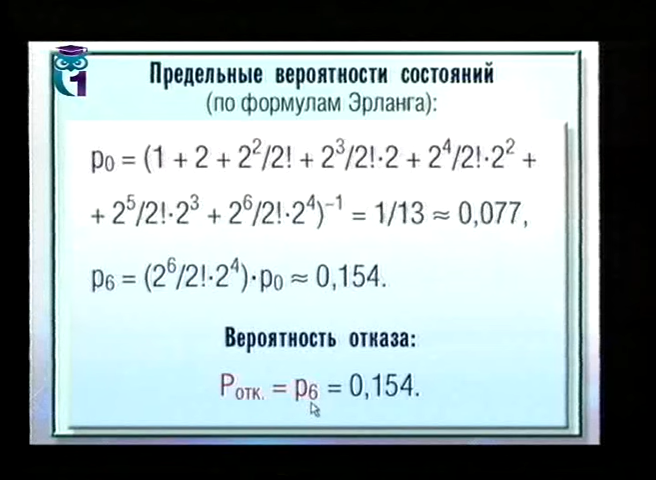 1
Предельные вероятности состояний
(по формулам Эрланга):
p₀ = (1 + 2 + 2²/2! + 2³/2!·2 + 2⁴/2!·2² +
+ 2⁵/2!·2³ + 2⁶/2!·2⁴)⁻¹ = 1/13 ≈ 0,077,
p₆ = (2⁶/2!·2⁴)·p₀ ≈ 0,154.
Вероятность отказа:
Pотк. = p₆ = 0,154.